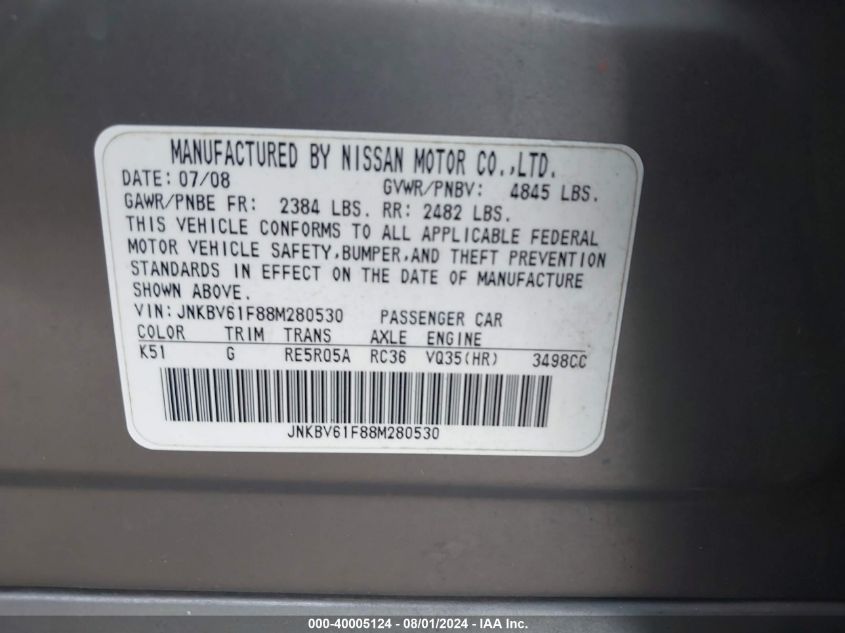 MANUFACTURED BY NISSAN MOTOR CO.,LTD.
DATE: 07/08 GVWR/PNBV: 4845 LBS.
GAWR/PNBE FR: 2384 LBS. RR: 2482 LBS.
THIS VEHICLE CONFORMS TO ALL APPLICABLE FEDERAL
MOTOR VEHICLE SAFETY,BUMPER,AND THEFT PREVENTION
STANDARDS IN EFFECT ON THE DATE OF MANUFACTURE
SHOWN ABOVE.
VIN: JNKBV61F88M280530 PASSENGER CAR
COLOR TRIM TRANS AXLE ENGINE
K51 G RE5R05A RC36 VQ35(HR) 3498CC
JNKBV61F88M280530
000-40005124 - 08/01/2024 - IAA Inc.